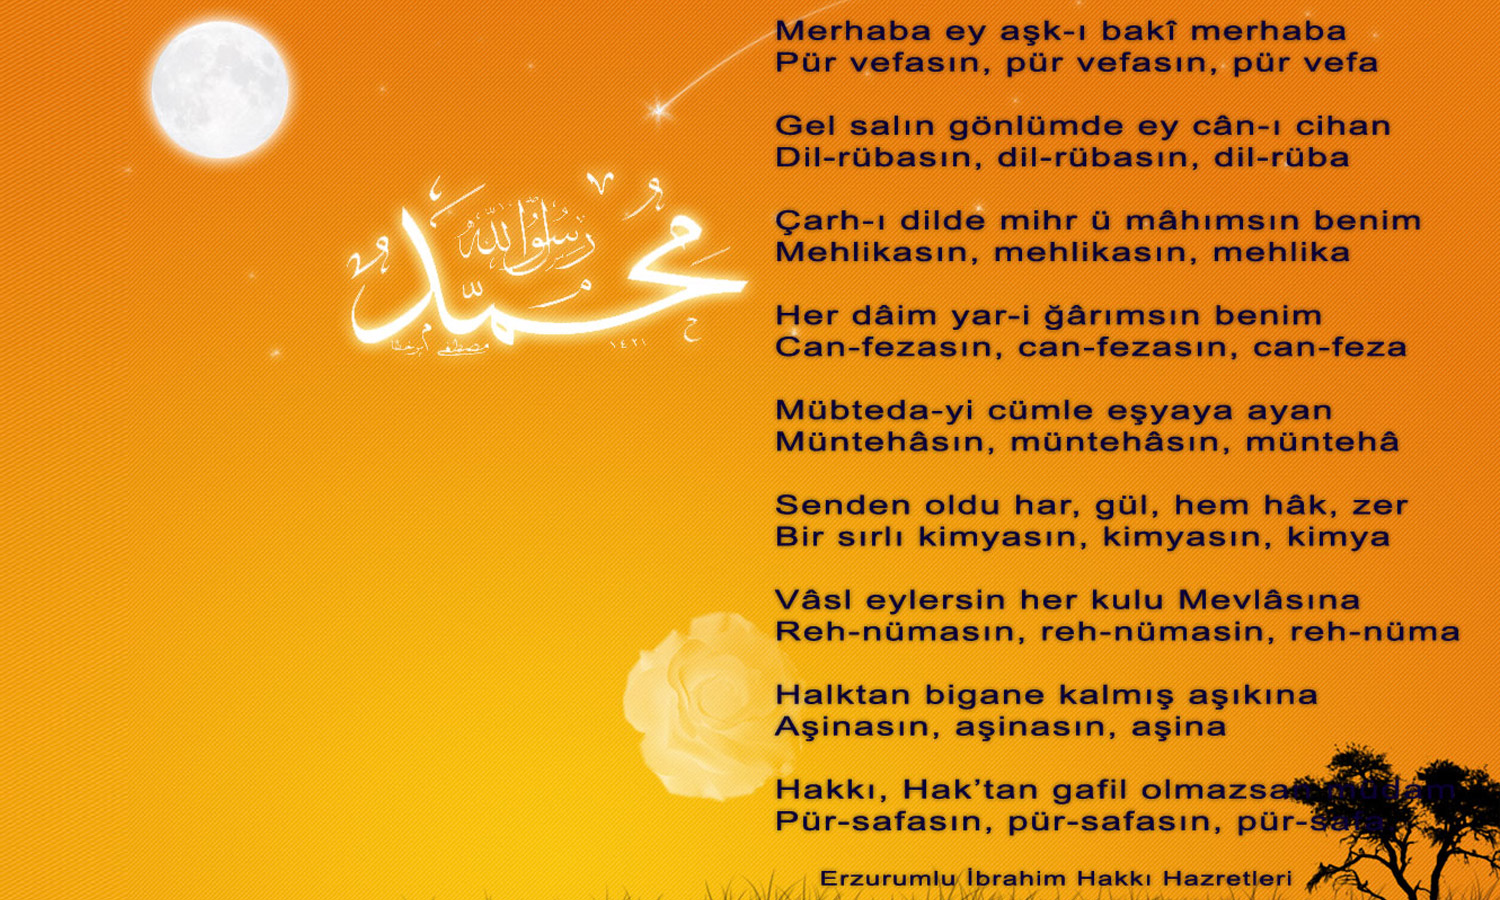 محمد
رسول الله
١٤٢١
Merhaba ey aşk-ı bakî merhaba
Pür vefasın, pür vefasın, pür vefa
Gel salın gönlümde ey cân-ı cihan
Dil-rübasın, dil-rübasın, dil-rüba
Çarh-ı dilde mihr ü mâhımsın benim
Mehlikasın, mehlikasın, mehlika
Her dâim yar-i ğârımsın benim
Can-fezasın, can-fezasın, can-feza
Mübteda-yi cümle eşyaya ayan
Müntehâsın, müntehâsın, müntehâ
Senden oldu har, gül, hem hâk, zer
Bir sırlı kimyasın, kimyasın, kimya
Vâsl eylersin her kulu Mevlâsına
Reh-nümasın, reh-nümasin, reh-nüma
Halktan bigane kalmış aşıkına
Aşinasın, aşinasın, aşina
Hakkı, Hak’tan gafil olmazsan müdam
Pür-safasın, pür-safasın, pür-safa
Erzurumlu İbrahim Hakkı Hazretleri